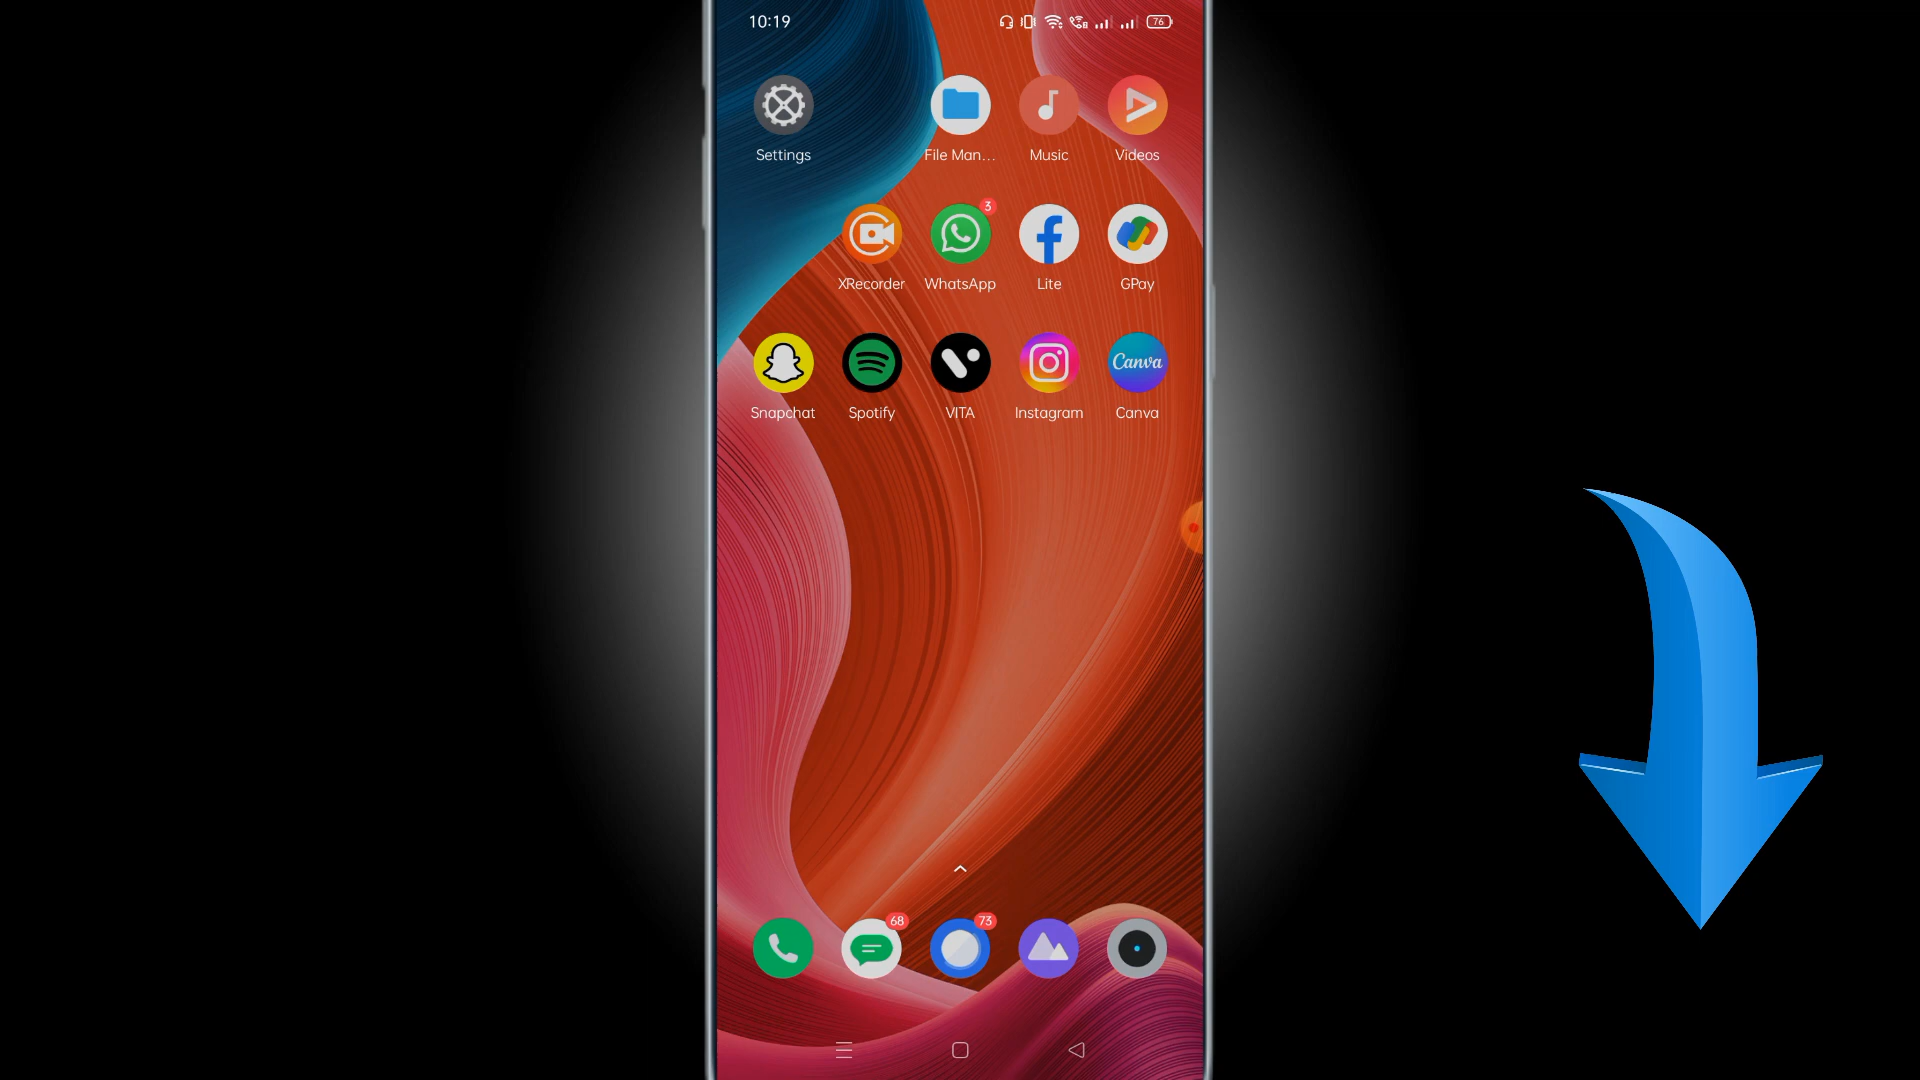 10:19
76
Settings
File Man...
Music
Videos
3
XRecorder
WhatsApp
Lite
GPay
Canva
Snapchat
Spotify
VITA
Instagram
Canva
68
73